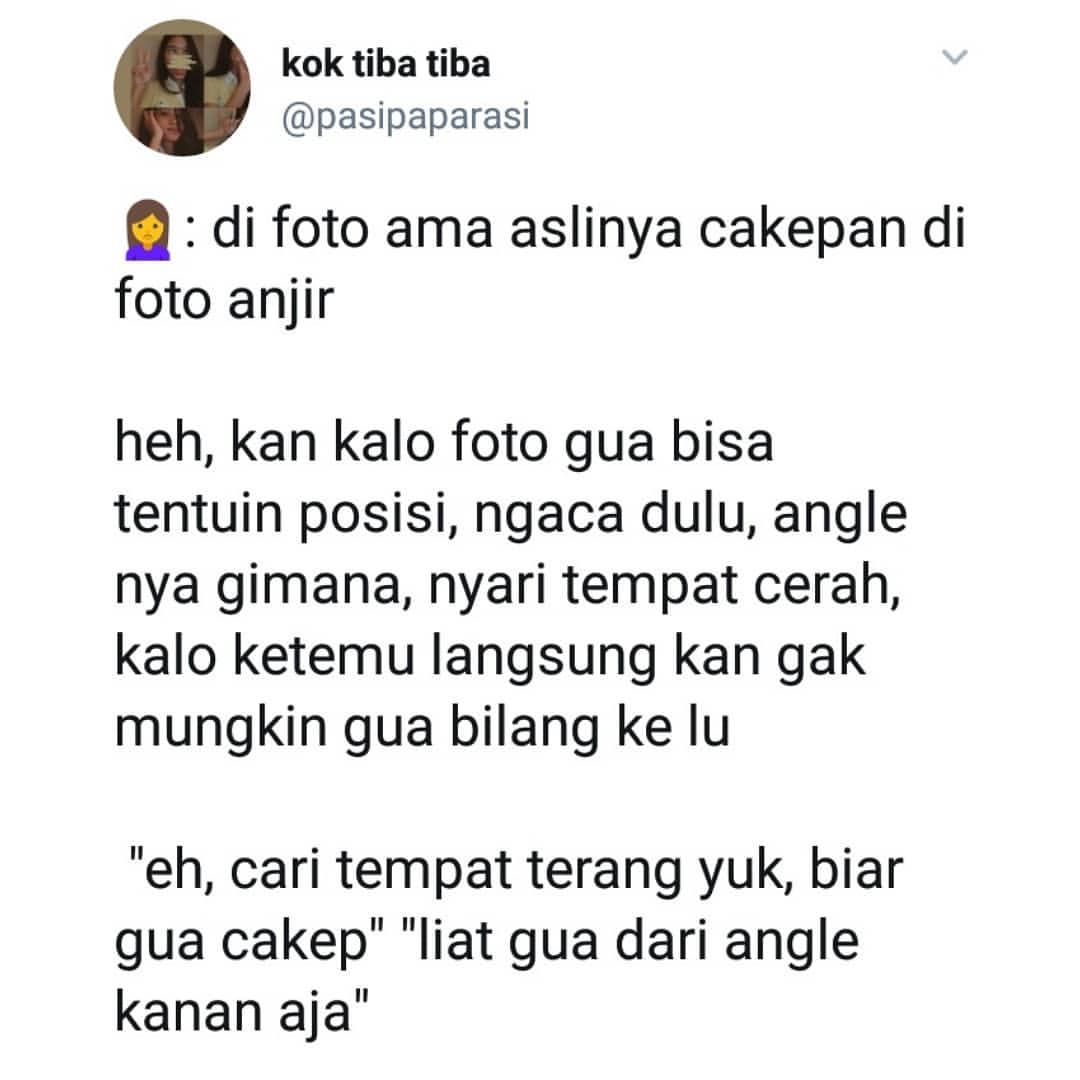 kok tiba tiba
@pasipaparasi
🙍‍♀️: di foto ama aslinya cakepan di
foto anjir
heh, kan kalo foto gua bisa
tentuin posisi, ngaca dulu, angle
nya gimana, nyari tempat cerah,
kalo ketemu langsung kan gak
mungkin gua bilang ke lu
"eh, cari tempat terang yuk, biar
gua cakep" "liat gua dari angle
kanan aja"